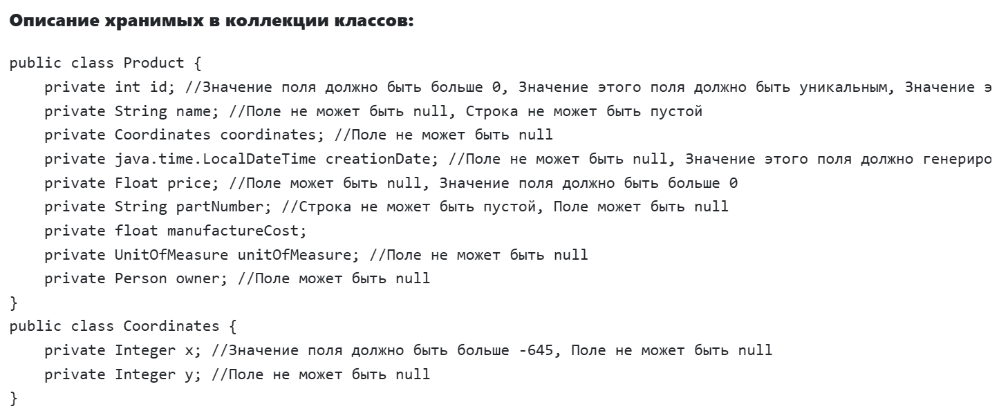 Описание хранимых в коллекции классов:
public class Product {
    private int id; //Значение поля должно быть больше 0, Значение этого поля должно быть уникальным, Значение э
    private String name; //Поле не может быть null, Строка не может быть пустой
    private Coordinates coordinates; //Поле не может быть null
    private java.time.LocalDateTime creationDate; //Поле не может быть null, Значение этого поля должно генериро
    private Float price; //Поле может быть null, Значение поля должно быть больше 0
    private String partNumber; //Строка не может быть пустой, Поле может быть null
    private float manufactureCost;
    private UnitOfMeasure unitOfMeasure; //Поле не может быть null
    private Person owner; //Поле может быть null
}
public class Coordinates {
    private Integer x; //Значение поля должно быть больше -645, Поле не может быть null
    private Integer y; //Поле не может быть null
}